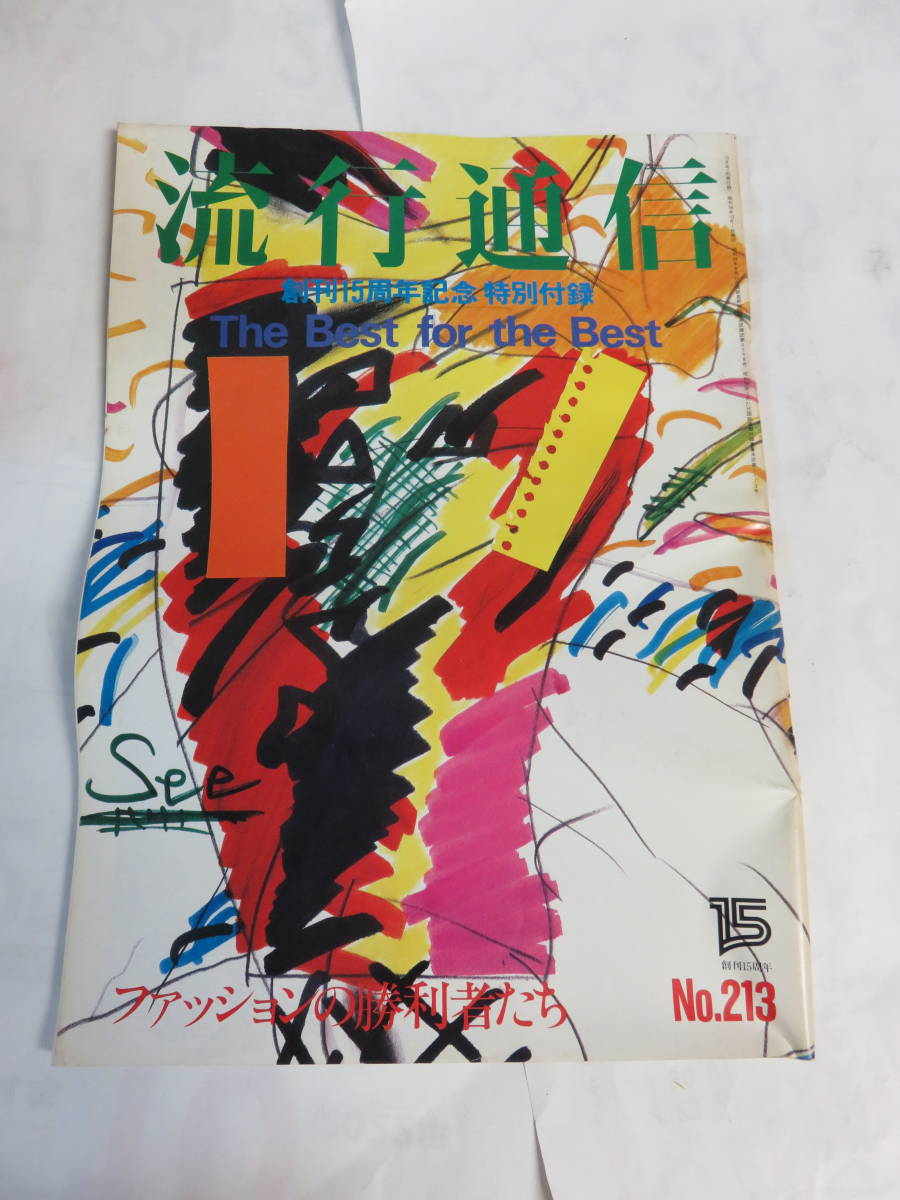 流行通信
創刊15周年記念 特別付録
The Best for the Best
See
15
創刊15周年
ファッションの勝利者たち
No.213